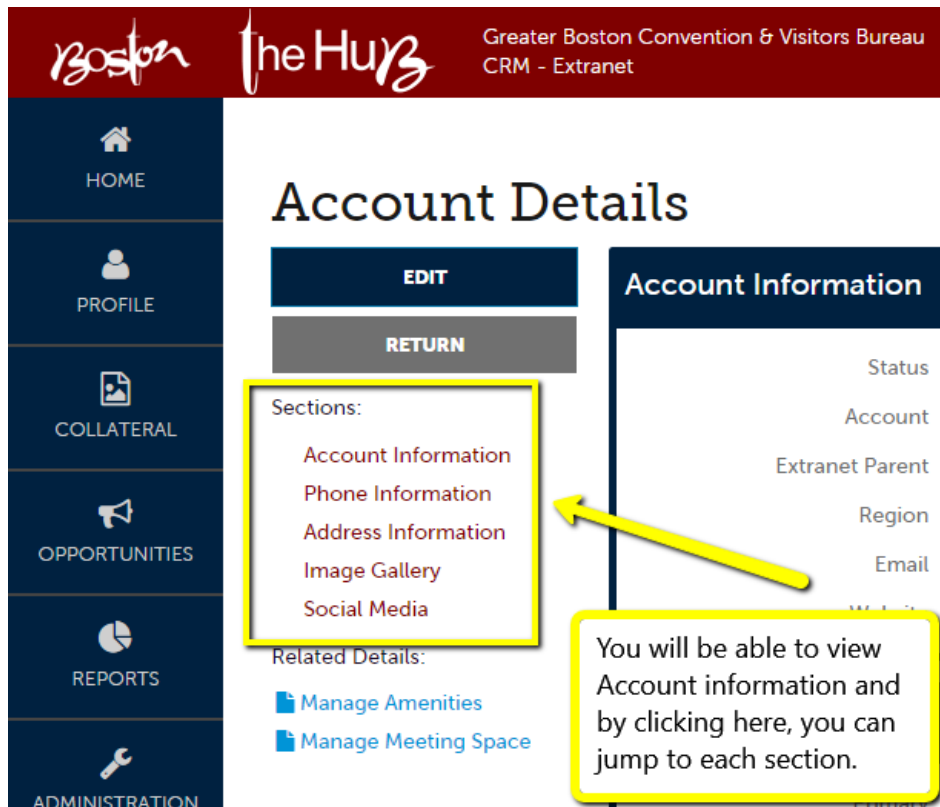 Boston
the HuB
Greater Boston Convention & Visitors Bureau
CRM - Extranet
HOME
PROFILE
COLLATERAL
OPPORTUNITIES
REPORTS
ADMINISTRATION
Account Details
EDIT
RETURN
Sections:
Account Information
Phone Information
Address Information
Image Gallery
Social Media
Related Details:
Manage Amenities
Manage Meeting Space
Account Information
Status
Account
Extranet Parent
Region
Email
Website
You will be able to view
Account information and
by clicking here, you can
jump to each section.
Primary